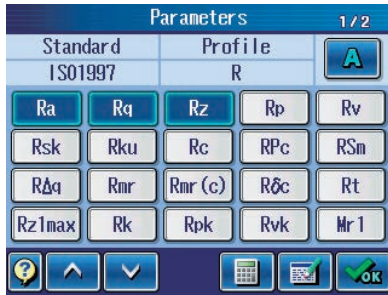 Parameters 1/2
Standard Profile A
ISO1997 R
Ra Rq Rz Rp Rv
Rsk Rku Rc RPc RSm
RΔq Rmr Rmr(c) Rδc Rt
Rz1max Rk Rpk Rvk Mr1
? OK